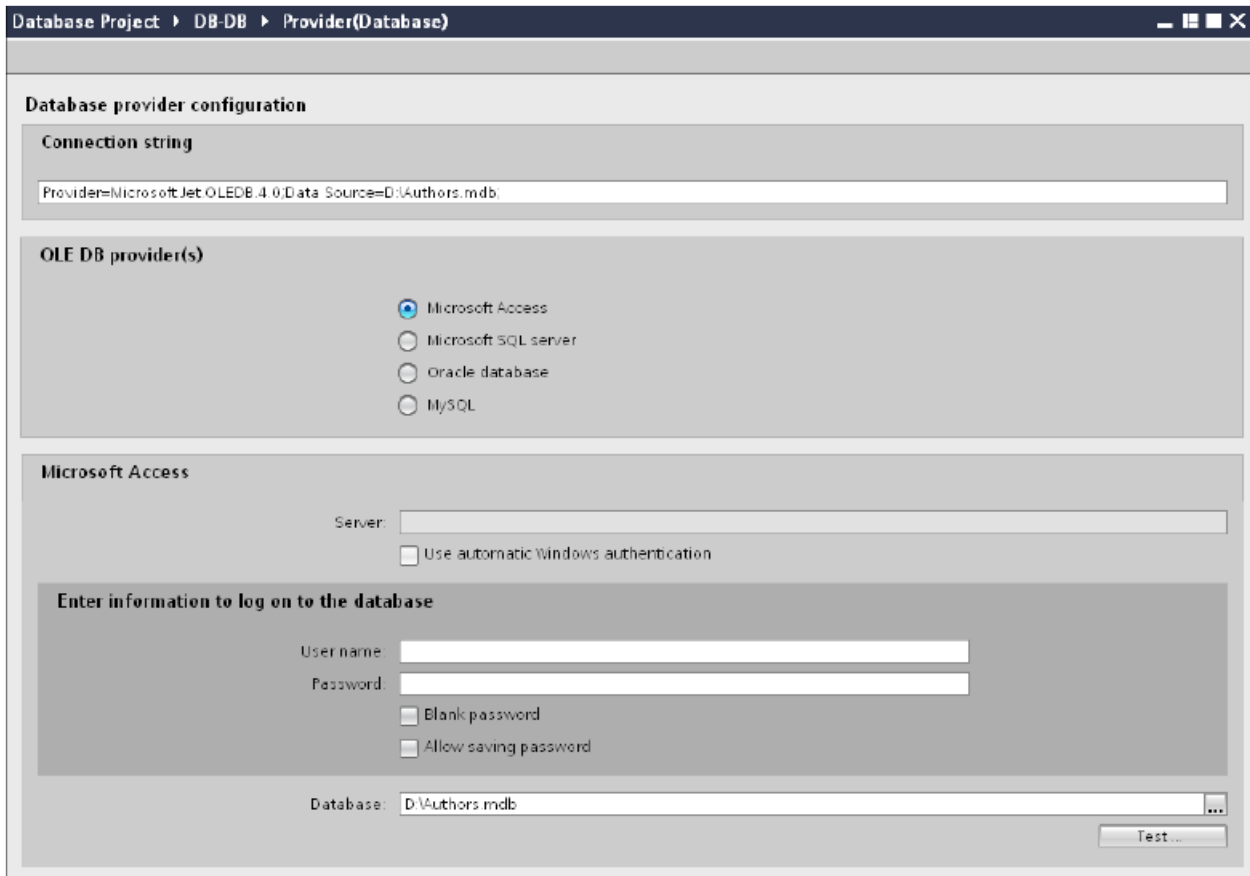 Database Project ▸ DB-DB ▸ Provider(Database)
Database provider configuration
Connection string
Provider=Microsoft.Jet.OLEDB.4.0;Data Source=D:\Authors.mdb;
OLE DB provider(s)
Microsoft Access
Microsoft SQL server
Oracle database
MySQL
Microsoft Access
Server:
Use automatic Windows authentication
Enter information to log on to the database
User name:
Password:
Blank password
Allow saving password
Database: D:\Authors.mdb ...
Test ...